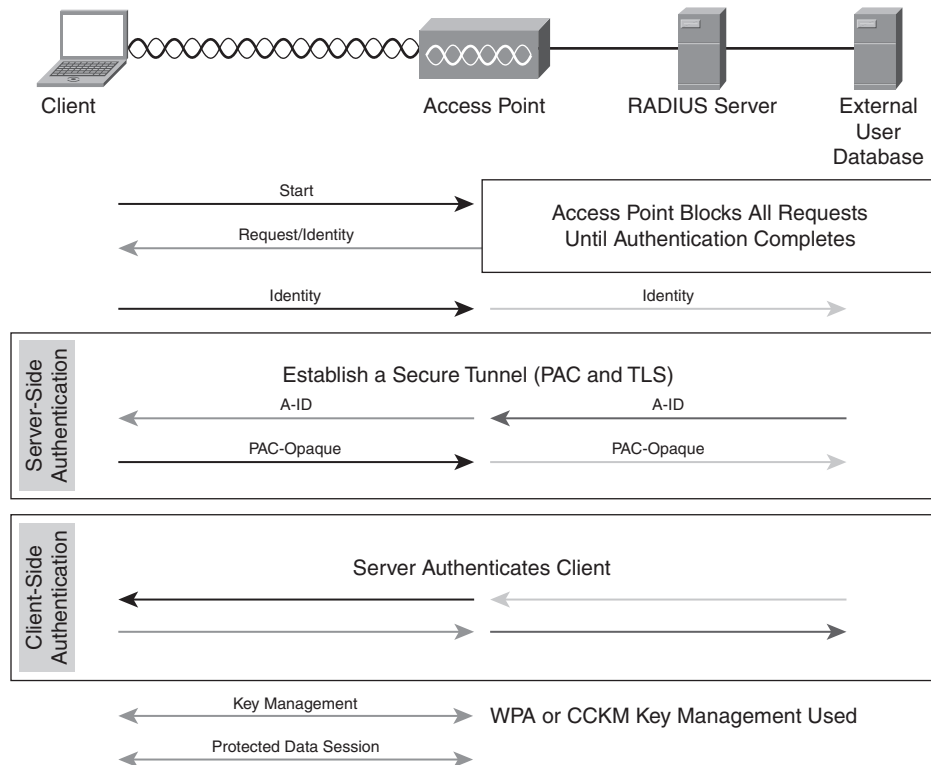 Client
Access Point
RADIUS Server
External
User
Database
Start
Access Point Blocks All Requests
Until Authentication Completes
Request/Identity
Identity
Identity
Server-Side
Authentication
Establish a Secure Tunnel (PAC and TLS)
A-ID
A-ID
PAC-Opaque
PAC-Opaque
Client-Side
Authentication
Server Authenticates Client
Key Management
WPA or CCKM Key Management Used
Protected Data Session